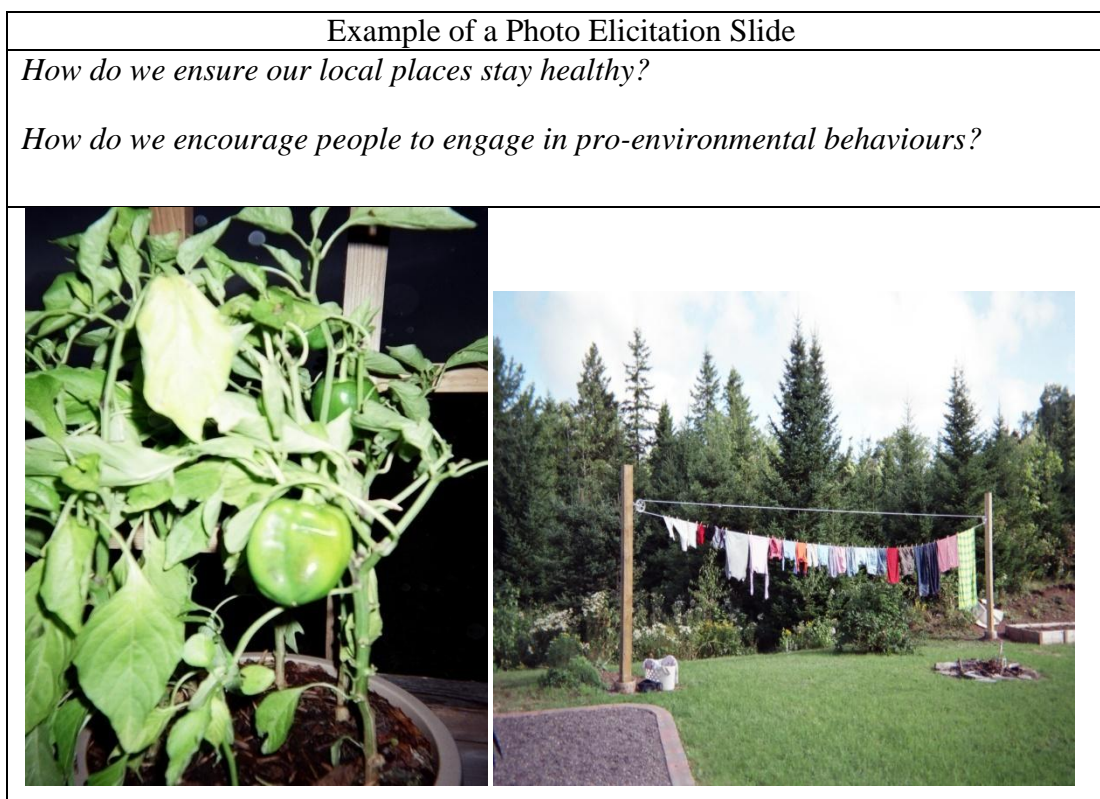 Example of a Photo Elicitation Slide
How do we ensure our local places stay healthy?
How do we encourage people to engage in pro-environmental behaviours?